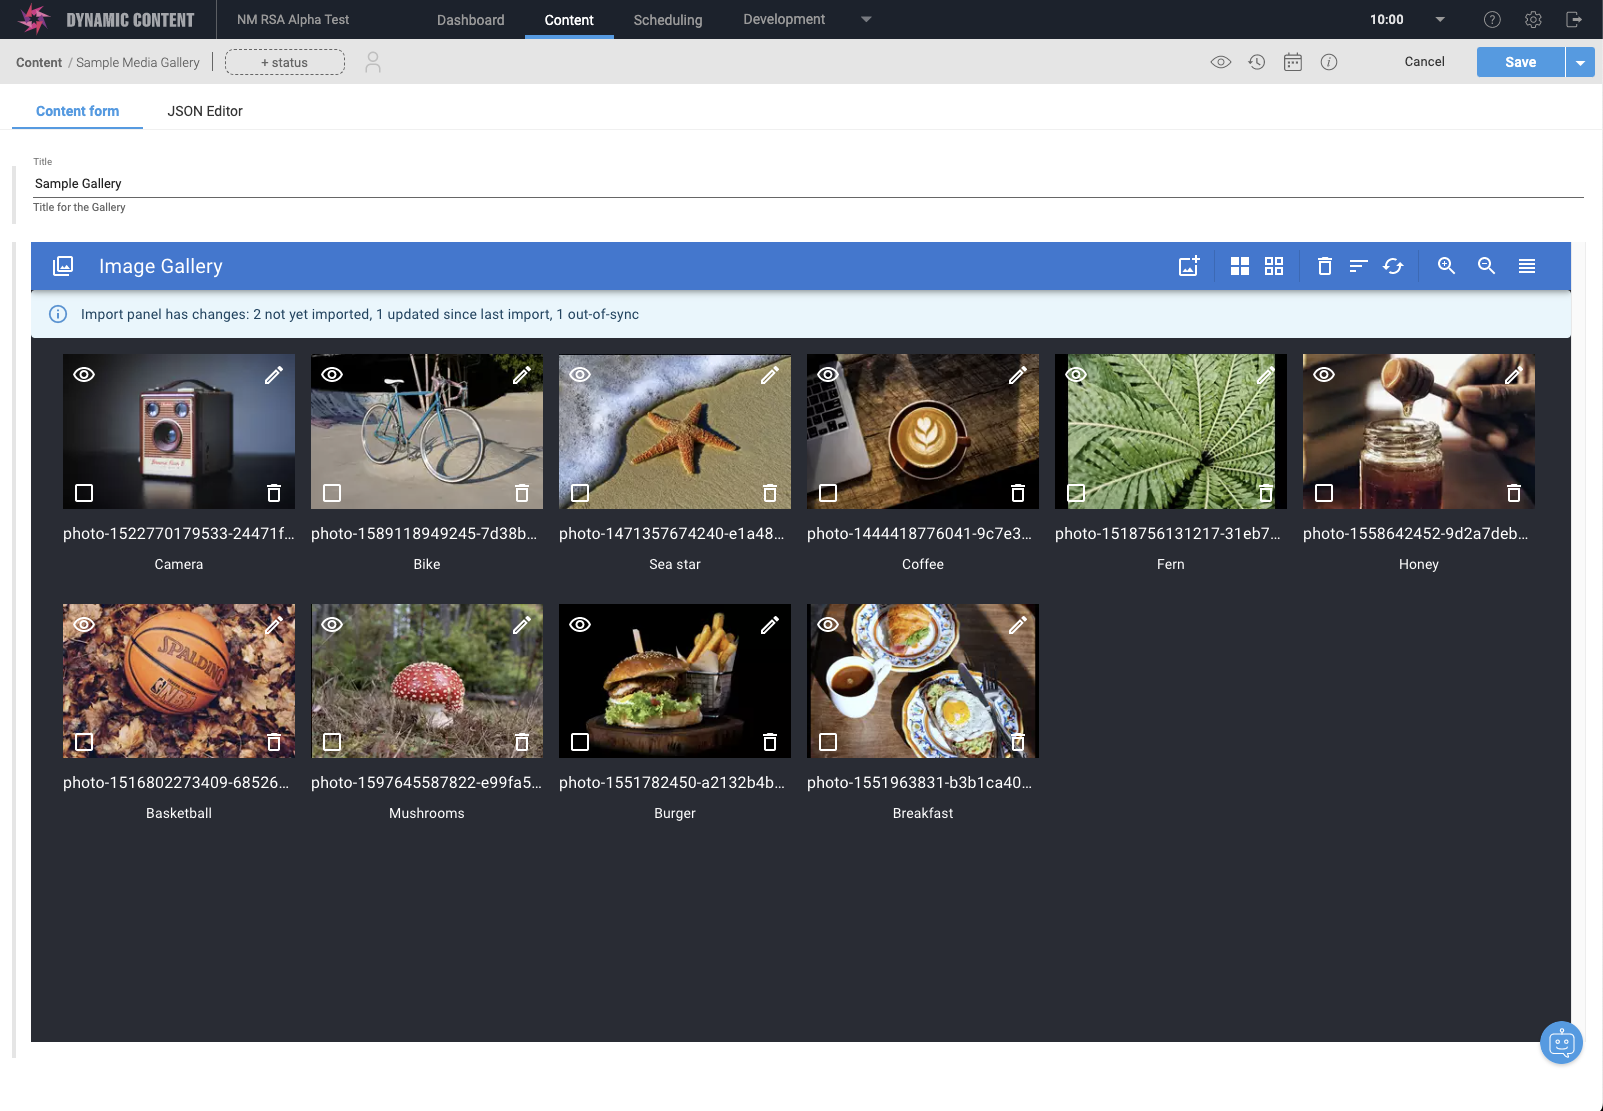 DYNAMIC CONTENT
NM RSA Alpha Test
Dashboard
Content
Scheduling
Development
10:00
Content / Sample Media Gallery
+ status
Cancel
Save
Content form
JSON Editor
Title
Sample Gallery
Title for the Gallery
Image Gallery
Import panel has changes: 2 not yet imported, 1 updated since last import, 1 out-of-sync
photo-1522770179533-24471f...
photo-1589118949245-7d38b...
photo-1471357674240-e1a48...
photo-1444418776041-9c7e3...
photo-1518756131217-31eb7...
photo-1558642452-9d2a7deb...
Camera
Bike
Sea star
Coffee
Fern
Honey
SPALDING
NBA
photo-1516802273409-68526...
photo-1597645587822-e99fa5...
photo-1551782450-a2132b4b...
photo-1551963831-b3b1ca40...
Basketball
Mushrooms
Burger
Breakfast